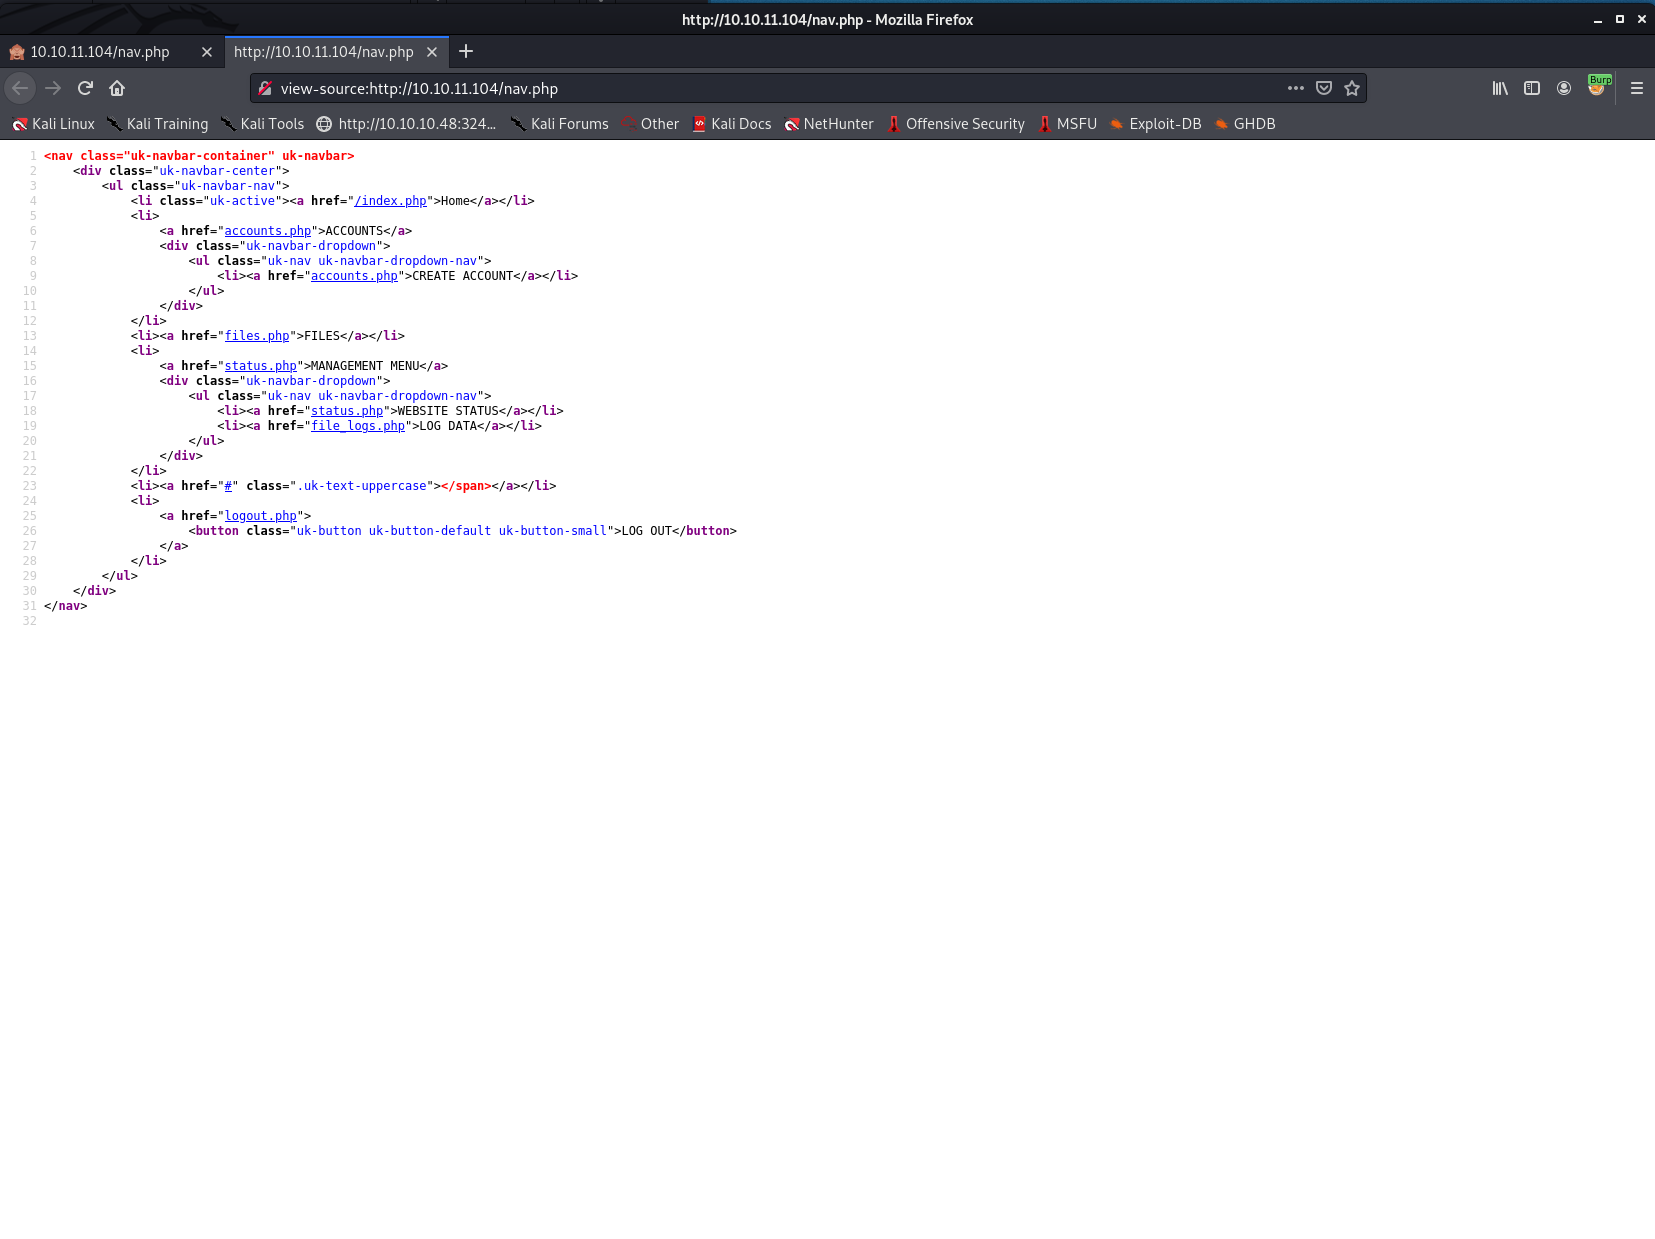 http://10.10.11.104/nav.php - Mozilla Firefox
10.10.11.104/nav.php
http://10.10.11.104/nav.php
view-source:http://10.10.11.104/nav.php
Burp
Kali Linux Kali Training Kali Tools http://10.10.10.48:324... Kali Forums Other Kali Docs NetHunter Offensive Security MSFU Exploit-DB GHDB
1 <nav class="uk-navbar-container" uk-navbar>
2     <div class="uk-navbar-center">
3         <ul class="uk-navbar-nav">
4             <li class="uk-active"><a href="/index.php">Home</a></li>
5             <li>
6                 <a href="accounts.php">ACCOUNTS</a>
7                 <div class="uk-navbar-dropdown">
8                     <ul class="uk-nav uk-navbar-dropdown-nav">
9                         <li><a href="accounts.php">CREATE ACCOUNT</a></li>
10                     </ul>
11                 </div>
12             </li>
13             <li><a href="files.php">FILES</a></li>
14             <li>
15                 <a href="status.php">MANAGEMENT MENU</a>
16                 <div class="uk-navbar-dropdown">
17                     <ul class="uk-nav uk-navbar-dropdown-nav">
18                         <li><a href="status.php">WEBSITE STATUS</a></li>
19                         <li><a href="file_logs.php">LOG DATA</a></li>
20                     </ul>
21                 </div>
22             </li>
23             <li><a href="#" class=".uk-text-uppercase"></span></a></li>
24             <li>
25                 <a href="logout.php">
26                     <button class="uk-button uk-button-default uk-button-small">LOG OUT</button>
27                 </a>
28             </li>
29         </ul>
30     </div>
31 </nav>
32